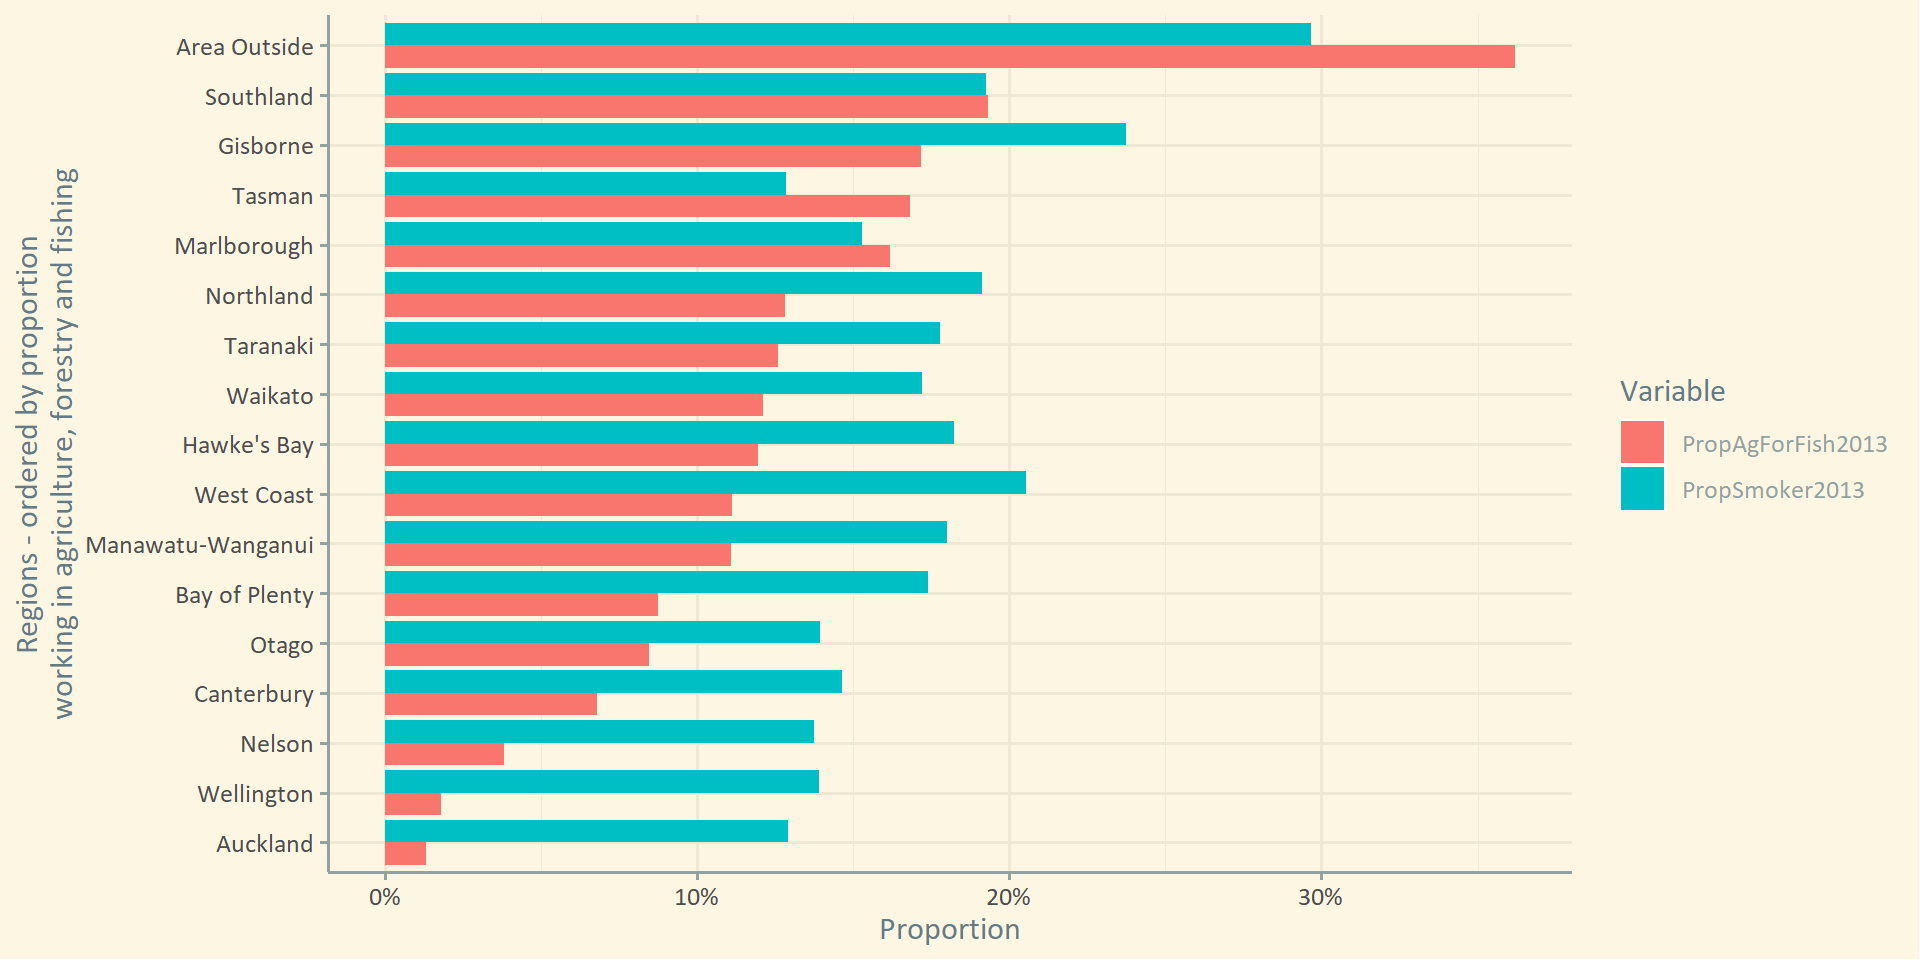 Regions - ordered by proportion
working in agriculture, forestry and fishing
Area Outside
Southland
Gisborne
Tasman
Marlborough
Northland
Taranaki
Waikato
Hawke's Bay
West Coast
Manawatu-Wanganui
Bay of Plenty
Otago
Canterbury
Nelson
Wellington
Auckland
0% 10% 20% 30%
Proportion
Variable
PropAgForFish2013
PropSmoker2013